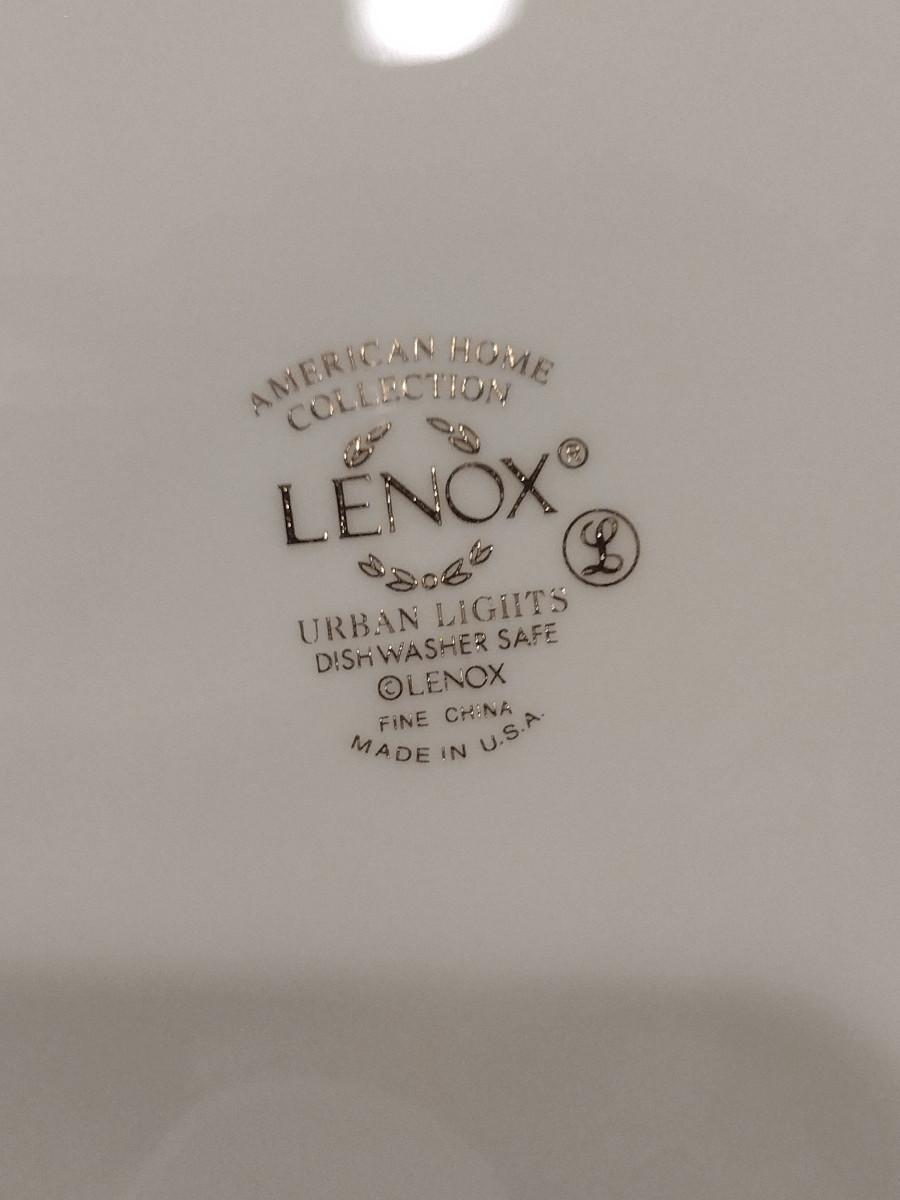 AMERICAN HOME
COLLECTION
LENOX®
L
URBAN LIGHTS
DISHWASHER SAFE
©LENOX
FINE CHINA
MADE IN U.S.A.